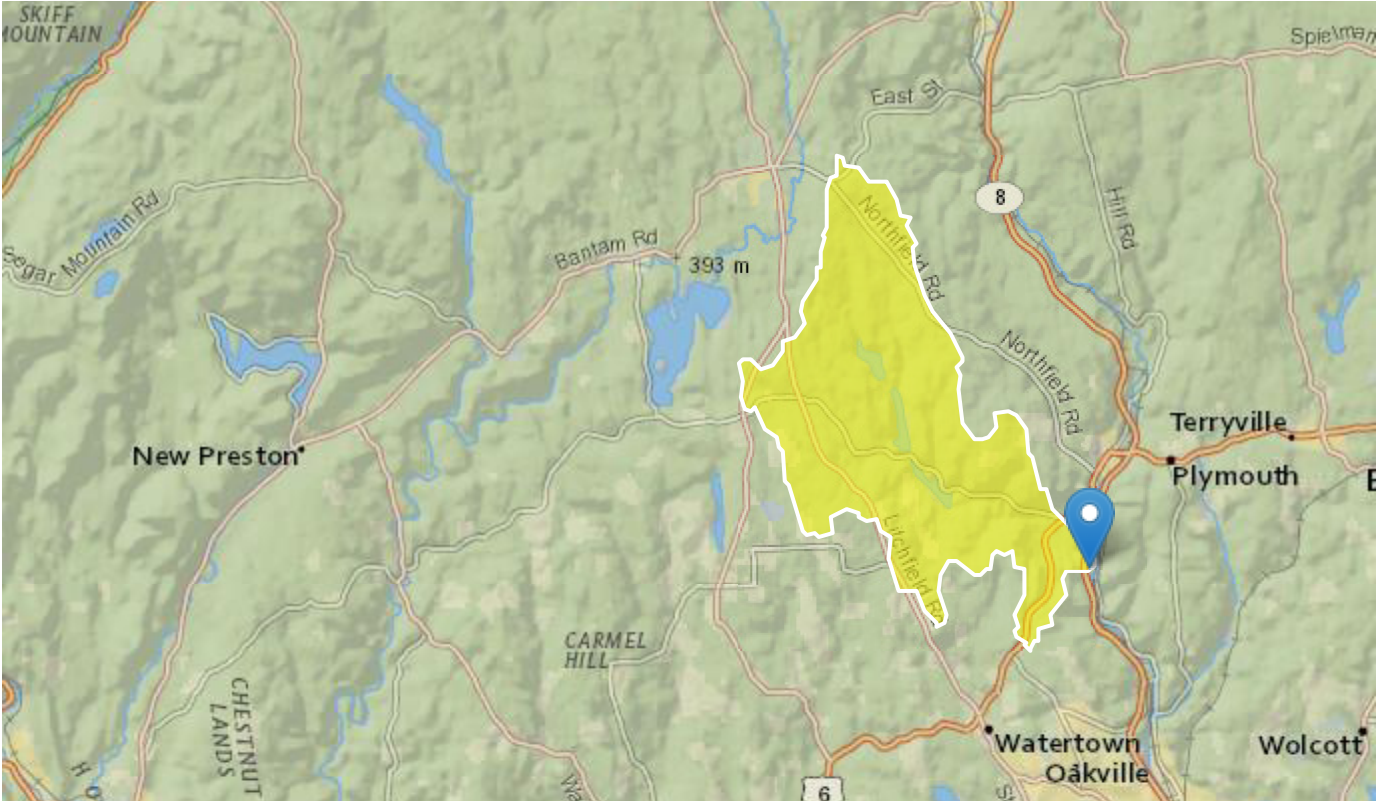 SKIFF
MOUNTAIN
Spielman
East St
8
Segar Mountain Rd
Hill Rd
Northfield Rd
Bantam Rd
393 m
Northfield Rd
Terryville
New Preston
Plymouth
Litchfield Rd
CARMEL
HILL
CHESTNUT
LANDS
Watertown
Wolcott
Oakville
6